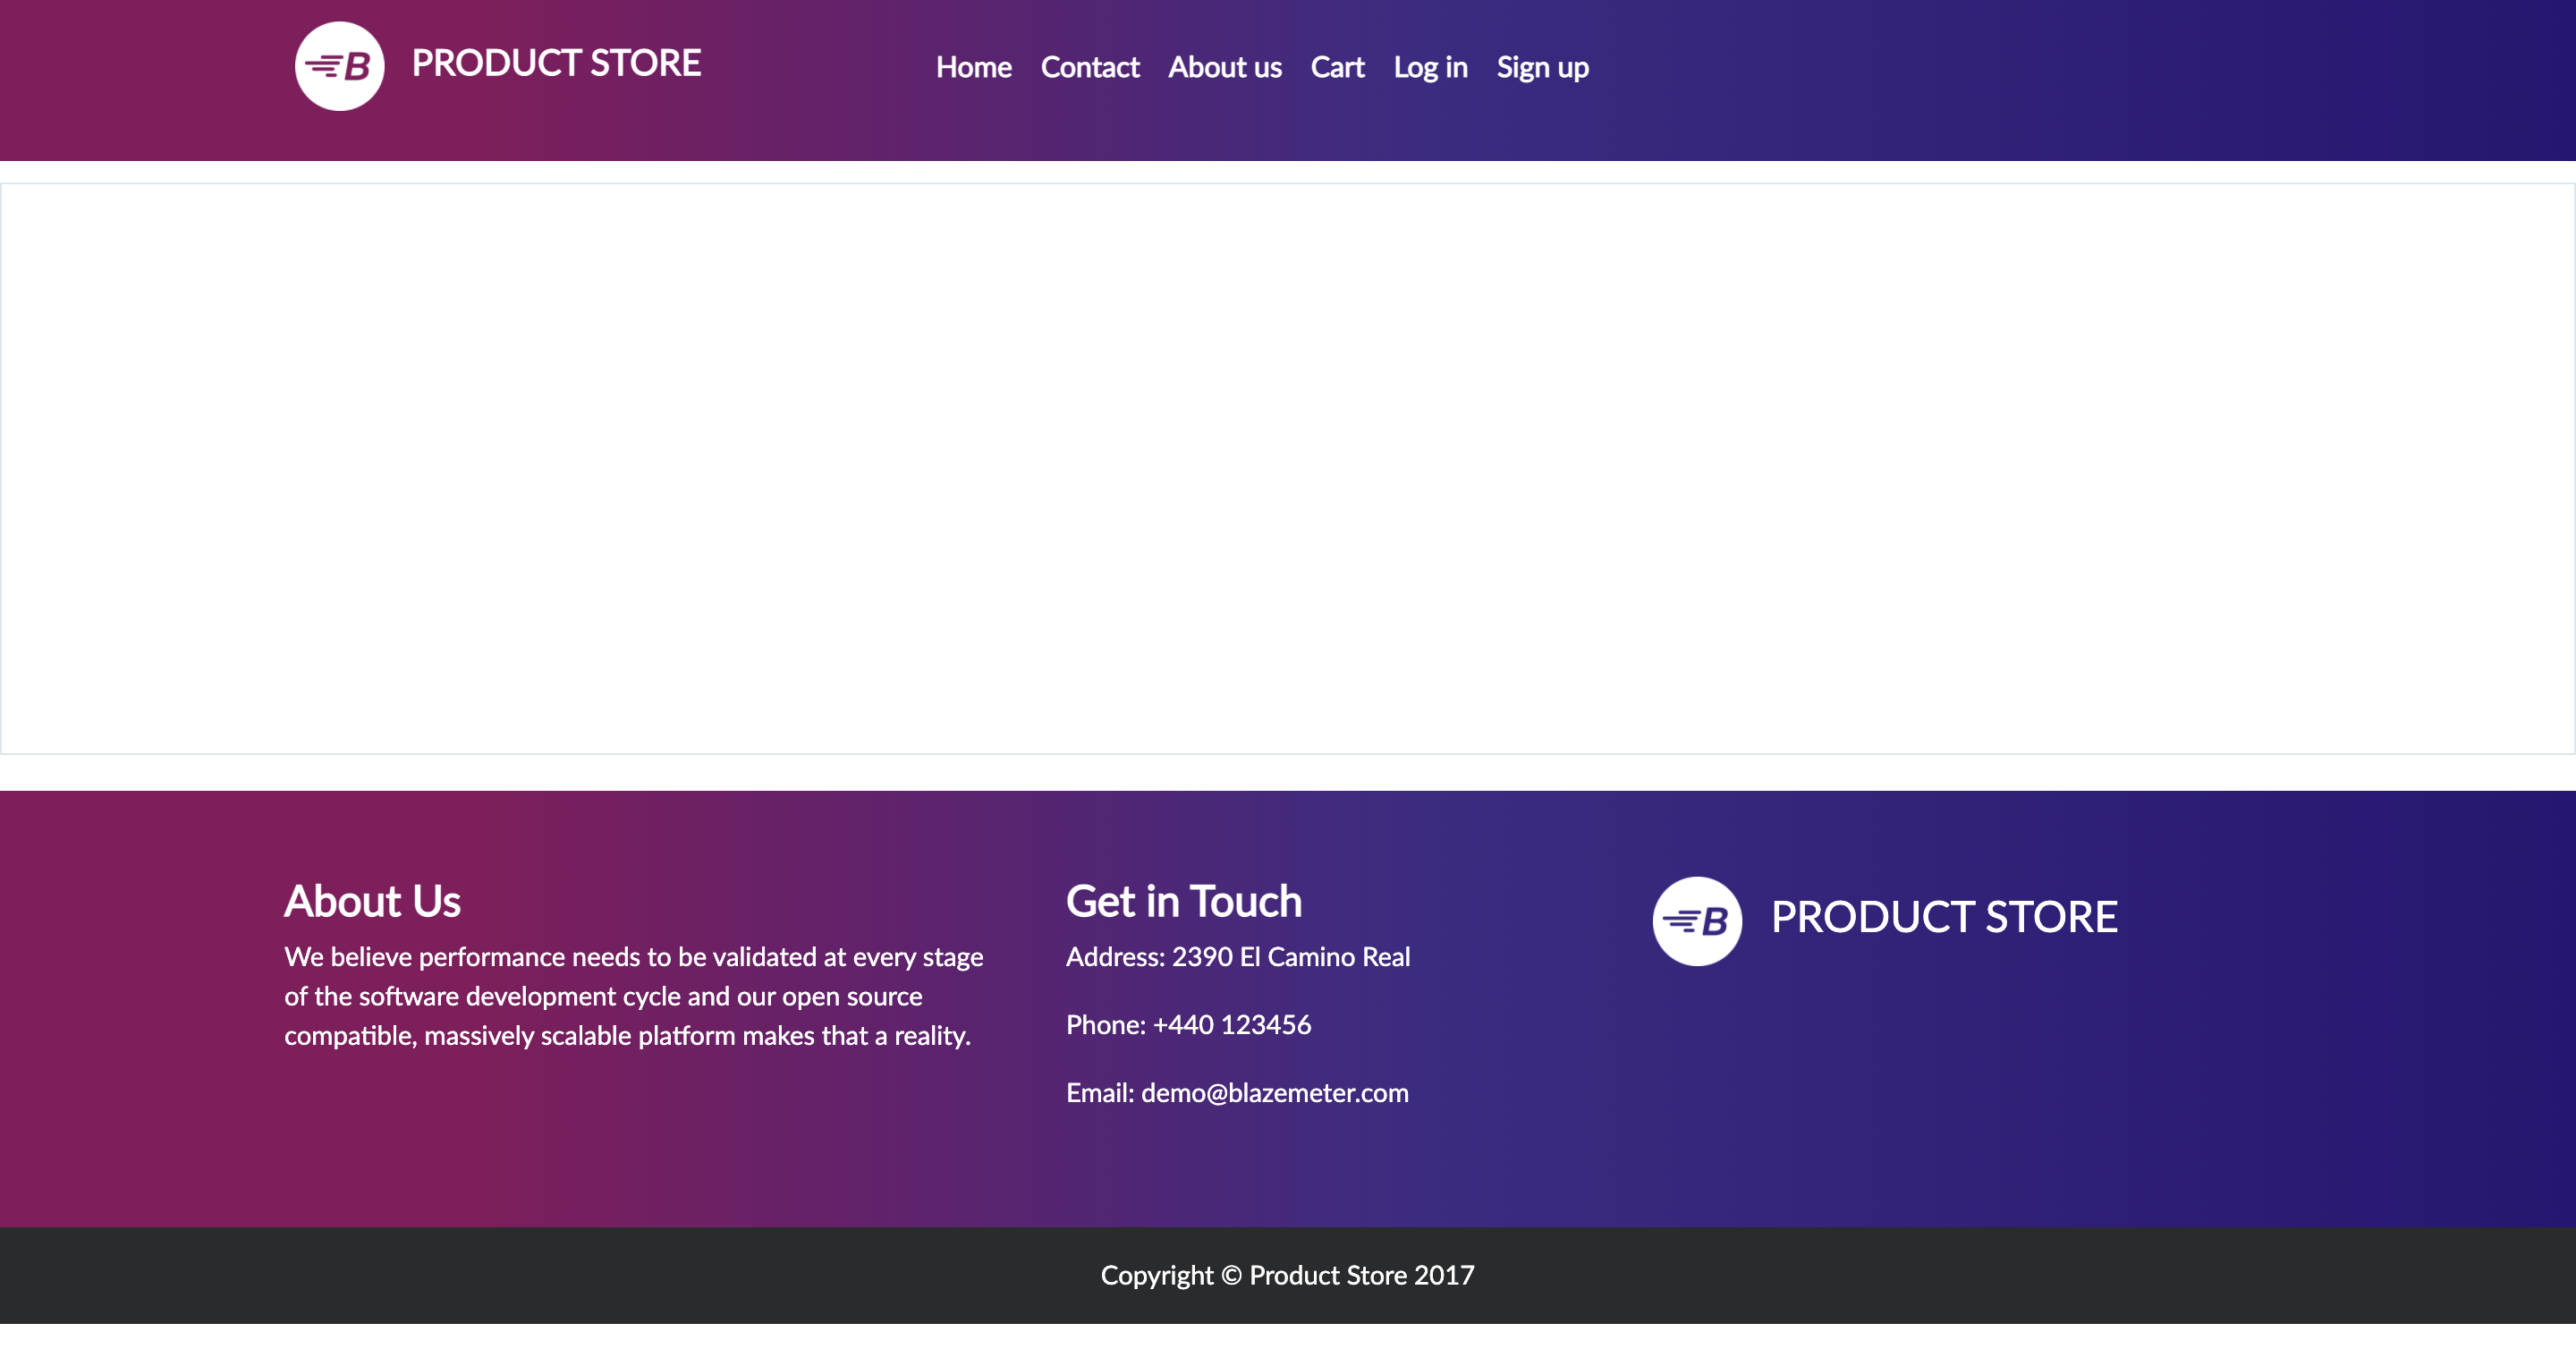 B PRODUCT STORE
Home Contact About us Cart Log in Sign up
About Us
We believe performance needs to be validated at every stage
of the software development cycle and our open source
compatible, massively scalable platform makes that a reality.
Get in Touch
Address: 2390 El Camino Real
Phone: +440 123456
Email: demo@blazemeter.com
B PRODUCT STORE
Copyright © Product Store 2017